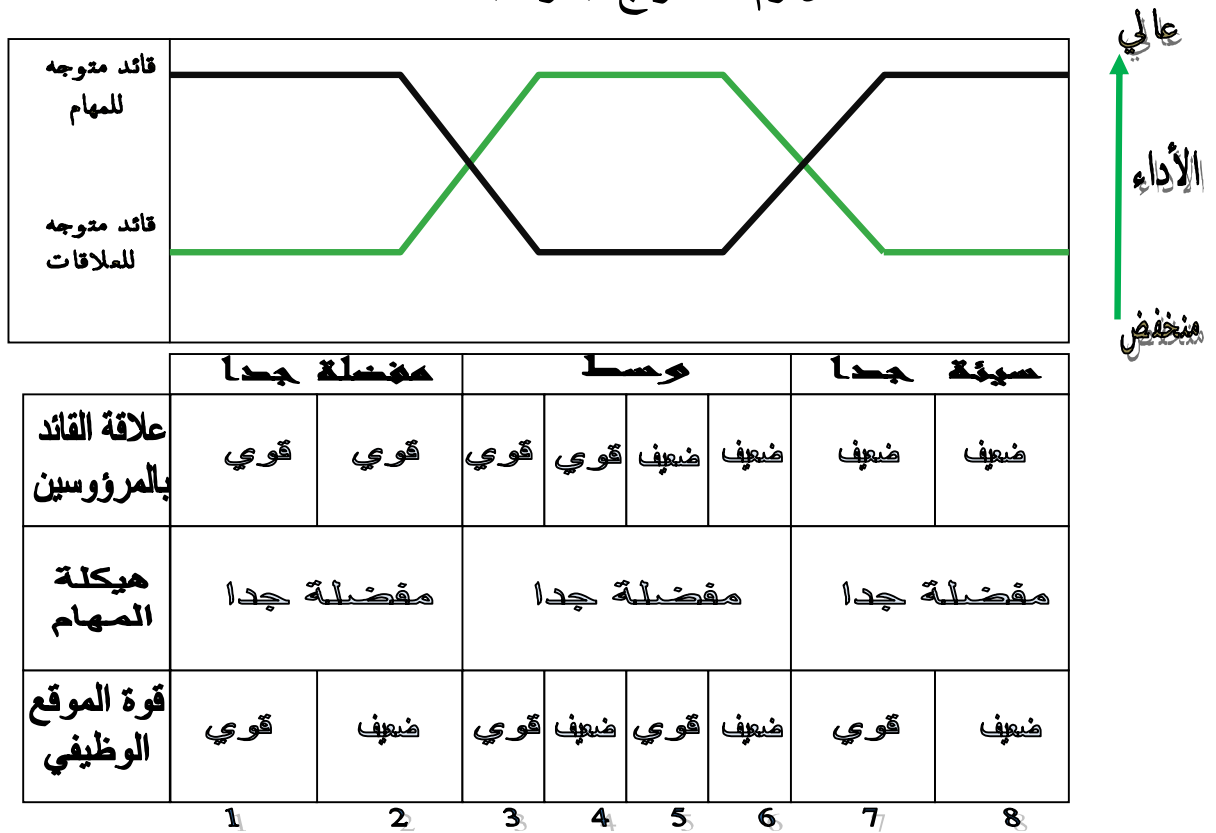 عالي
قائد متوجه
للمهام
الأداء
قائد متوجه
للعلاقات
منخفض
مفضلة جدا وسط سيئة جدا
علاقة القائد
بالمرؤوسين
قوي قوي قوي قوي ضعيف ضعيف ضعيف ضعيف
هيكلة
المهام
مفضلة جدا مفضلة جدا مفضلة جدا
قوة الموقع
الوظيفي
قوي ضعيف قوي ضعيف قوي ضعيف قوي ضعيف
1 2 3 4 5 6 7 8